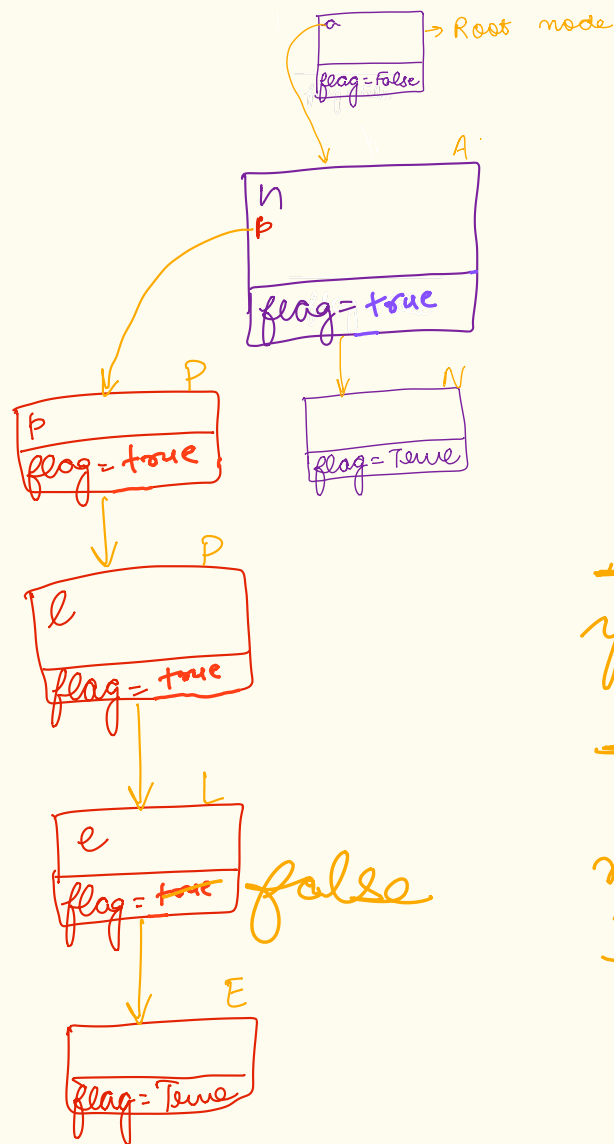 a → Root node
flag = False
A
n
p
flag = true
P
N
p
flag = true
flag = True
P
l
flag = true
L
e
flag = true false
E
flag = True